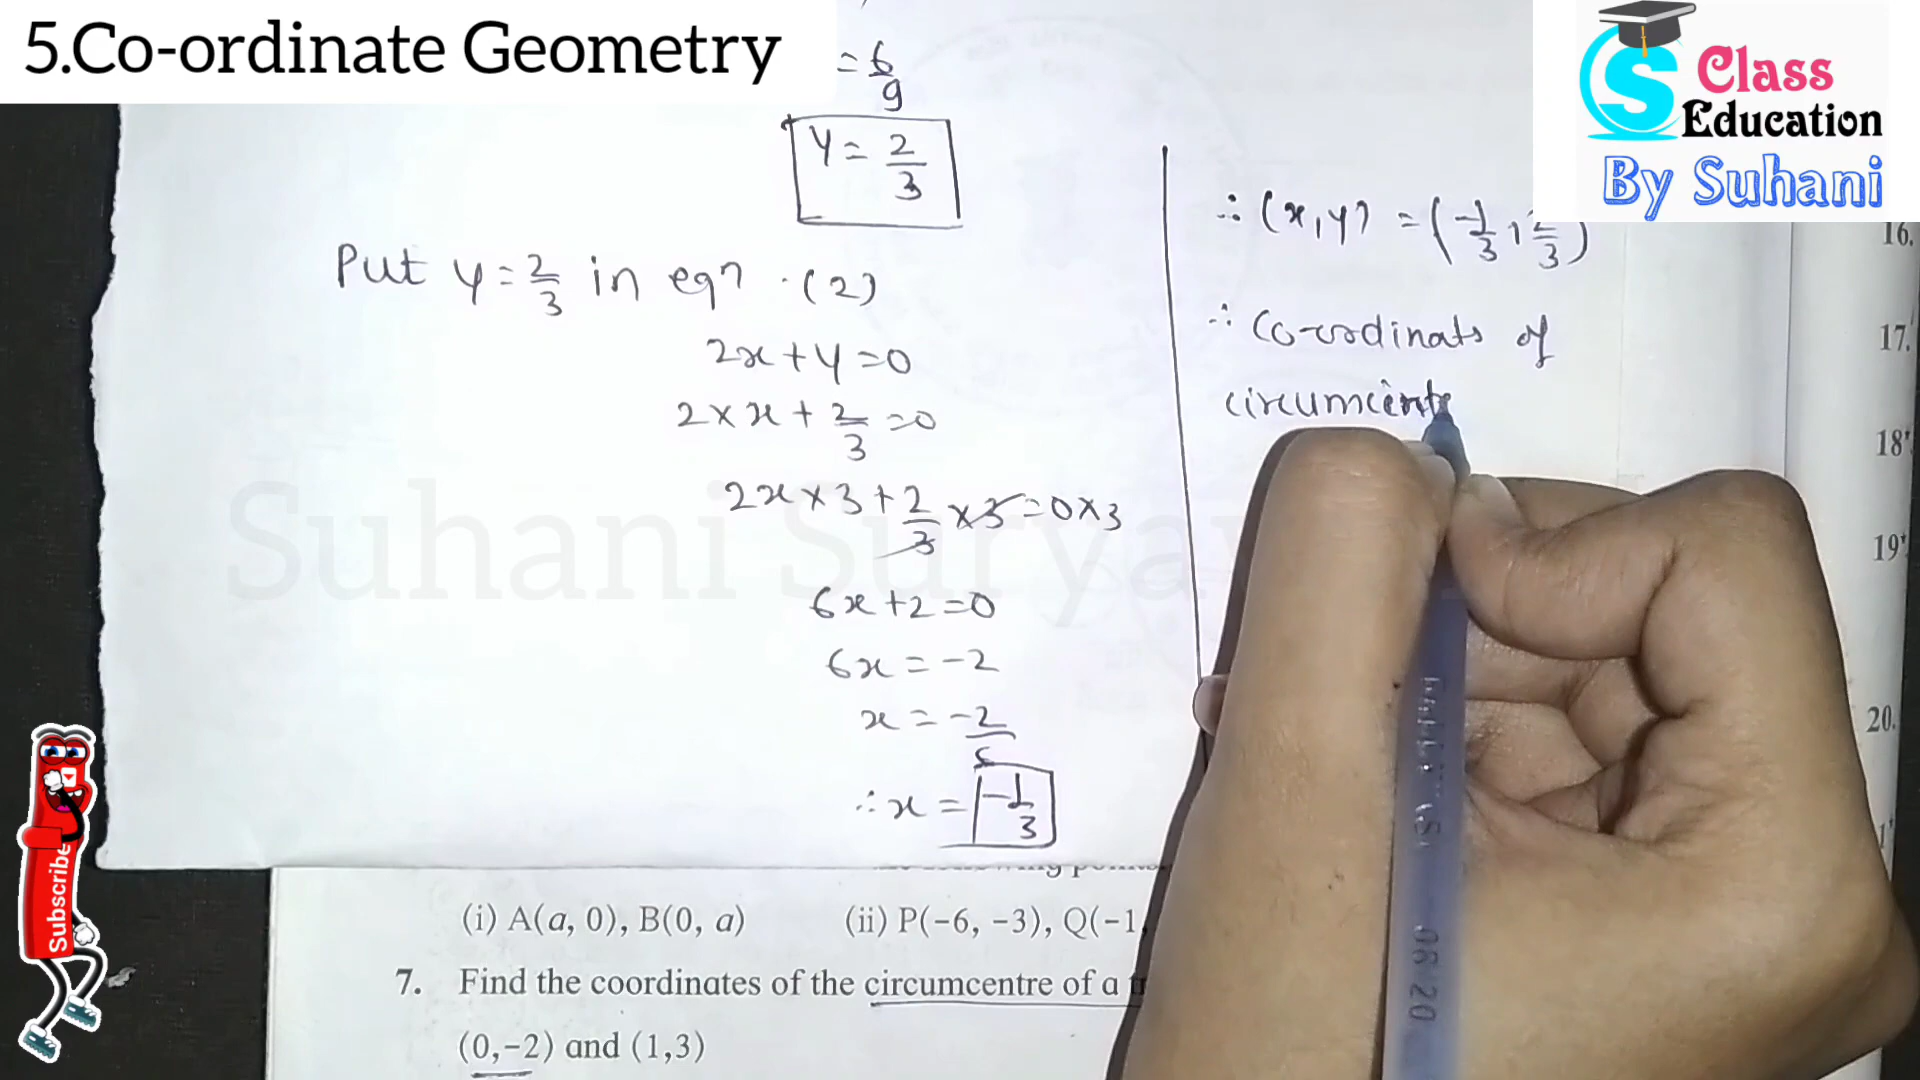 5.Co-ordinate Geometry
Class
Education
By Suhani
= 6/9
y = 2/3
Put y = 2/3 in eqn .(2)
2x + y = 0
2 × x + 2/3 = 0
2x × 3 + 2/3 × 3 = 0 × 3
6x + 2 = 0
6x = -2
x = -2/6
∴ x = -1/3
∴ (x, y) = (-1/3, 2/3)
∴ Co-ordinats of
circumcent
Suhani Surya
(i) A(a, 0), B(0, a) (ii) P(−6, −3), Q(−1,
7. Find the coordinates of the circumcentre of a
(0,−2) and (1,3)
16.
17.
18
19
20.
Subscribe